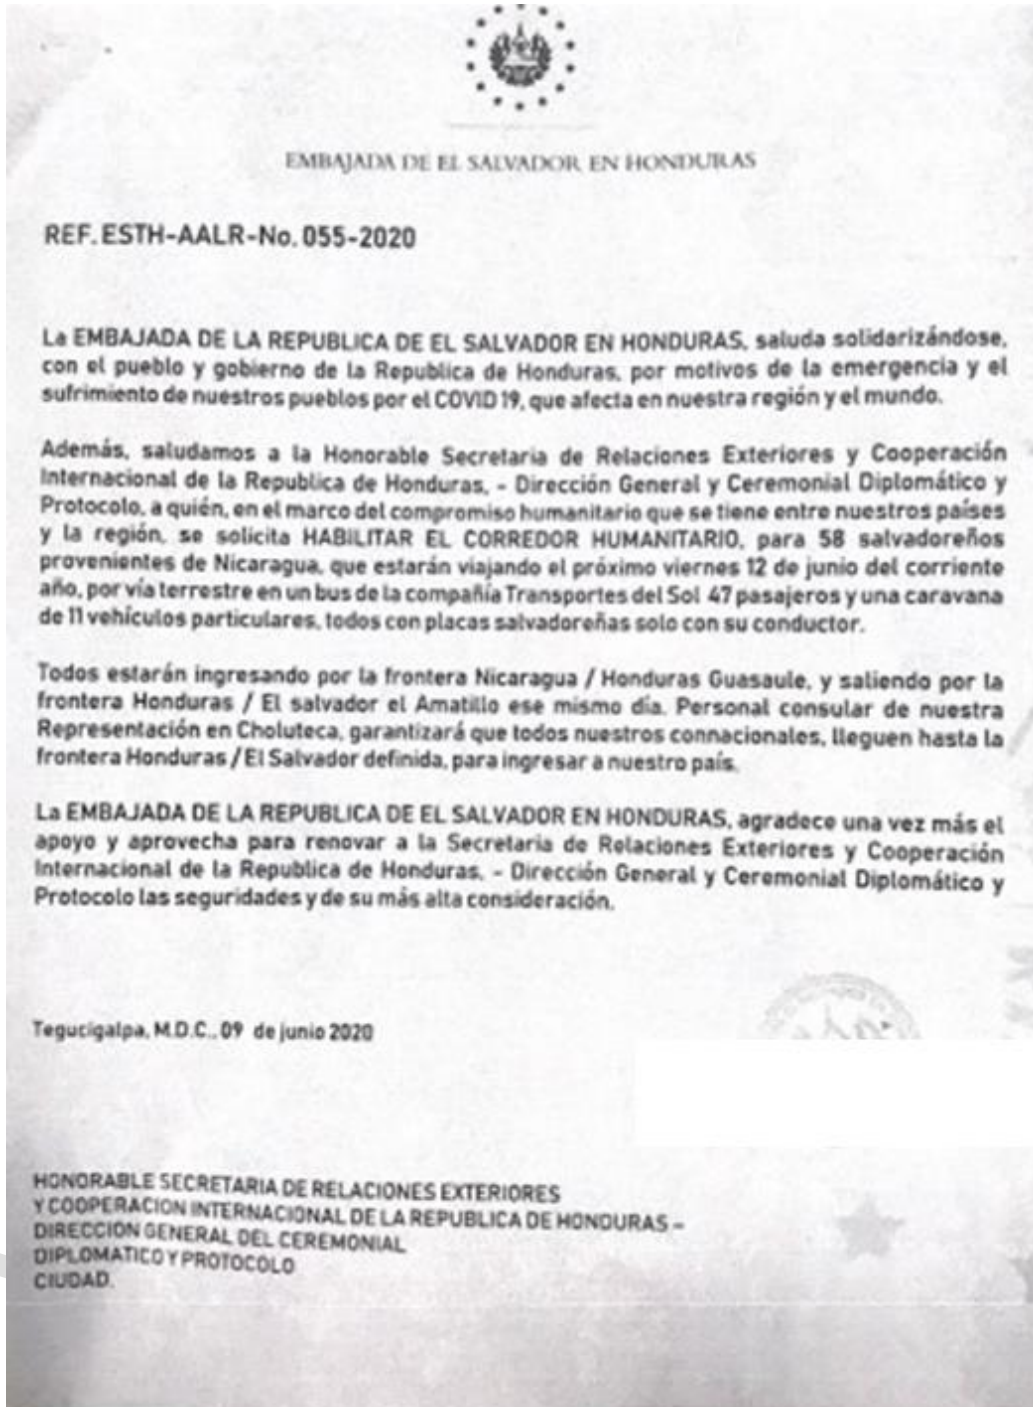 EMBAJADA DE EL SALVADOR EN HONDURAS
REF. ESTH-AALR-No. 055-2020
La EMBAJADA DE LA REPUBLICA DE EL SALVADOR EN HONDURAS, saluda solidarizándose,
con el pueblo y gobierno de la Republica de Honduras, por motivos de la emergencia y el
sufrimiento de nuestros pueblos por el COVID 19, que afecta en nuestra región y el mundo.
Además, saludamos a la Honorable Secretaria de Relaciones Exteriores y Cooperación
Internacional de la Republica de Honduras, - Dirección General y Ceremonial Diplomático y
Protocolo, a quién, en el marco del compromiso humanitario que se tiene entre nuestros países
y la región, se solicita HABILITAR EL CORREDOR HUMANITARIO, para 58 salvadoreños
provenientes de Nicaragua, que estarán viajando el próximo viernes 12 de junio del corriente
año, por vía terrestre en un bus de la compañía Transportes del Sol 47 pasajeros y una caravana
de 11 vehículos particulares, todos con placas salvadoreñas solo con su conductor.
Todos estarán ingresando por la frontera Nicaragua / Honduras Guasaule, y saliendo por la
frontera Honduras / El salvador el Amatillo ese mismo día. Personal consular de nuestra
Representación en Choluteca, garantizará que todos nuestros connacionales, lleguen hasta la
frontera Honduras / El Salvador definida, para ingresar a nuestro país.
La EMBAJADA DE LA REPUBLICA DE EL SALVADOR EN HONDURAS, agradece una vez más el
apoyo y aprovecha para renovar a la Secretaria de Relaciones Exteriores y Cooperación
Internacional de la Republica de Honduras, - Dirección General y Ceremonial Diplomático y
Protocolo las seguridades y de su más alta consideración.
Tegucigalpa, M.D.C., 09 de junio 2020
HONORABLE SECRETARIA DE RELACIONES EXTERIORES
Y COOPERACION INTERNACIONAL DE LA REPUBLICA DE HONDURAS –
DIRECCION GENERAL DEL CEREMONIAL
DIPLOMATICO Y PROTOCOLO
CIUDAD.